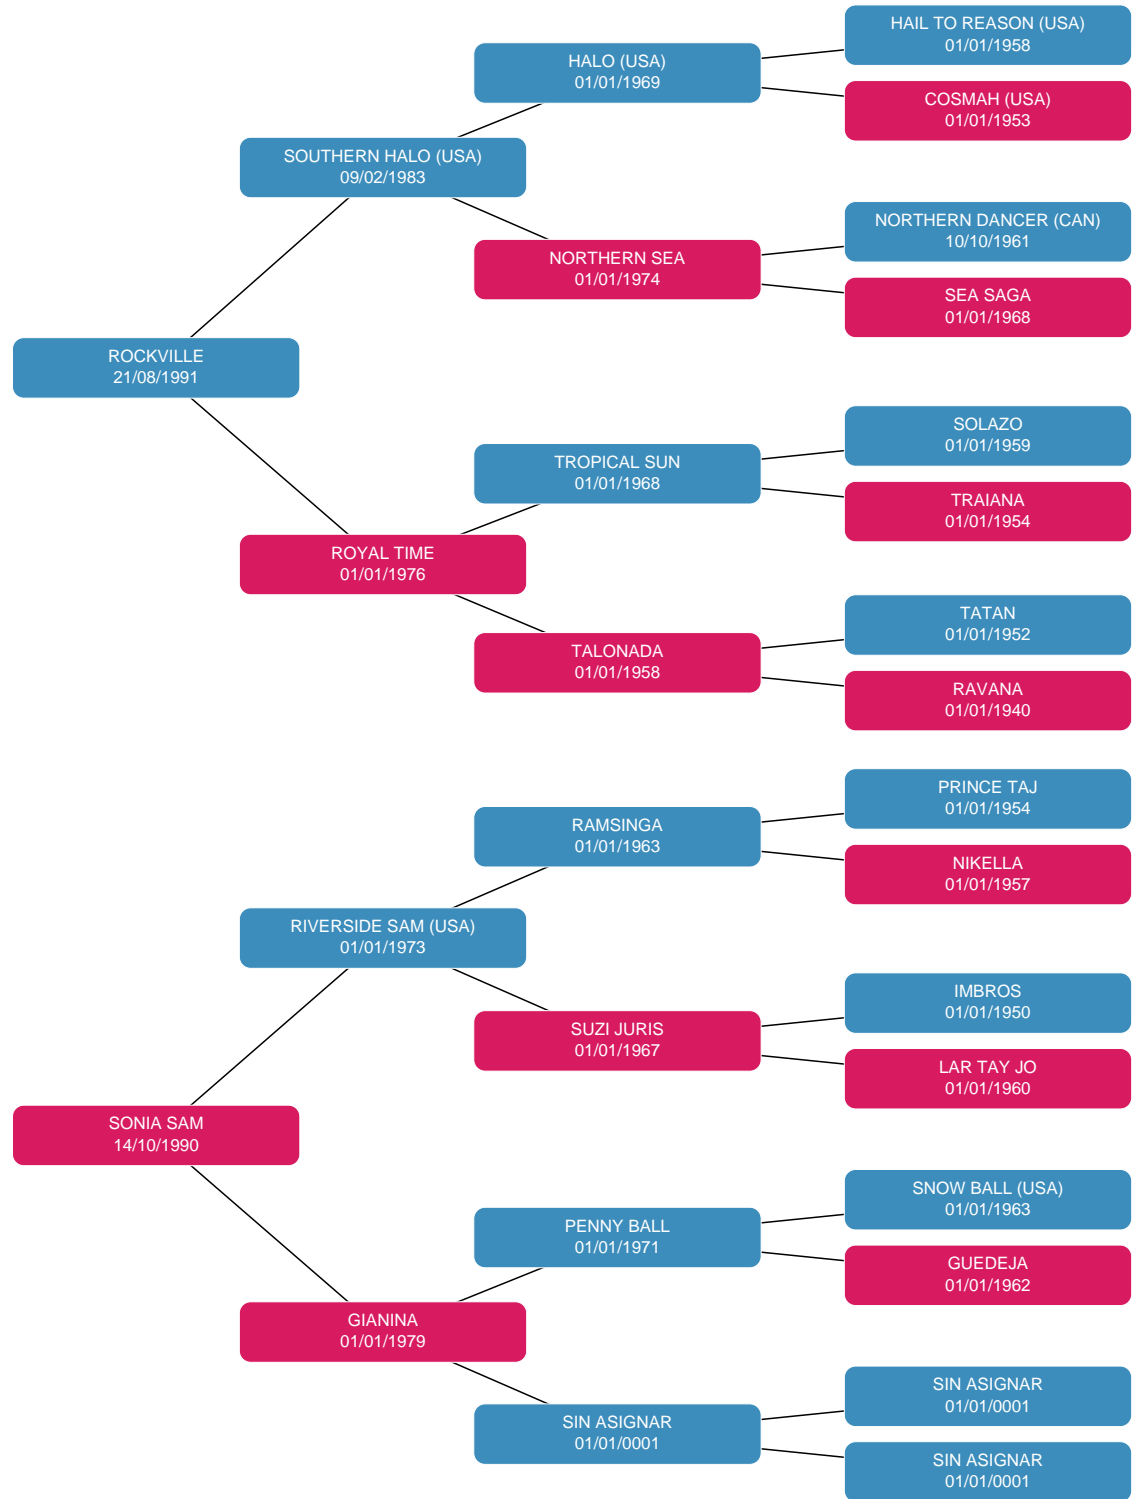 HAIL TO REASON (USA)
01/01/1958
HALO (USA)
01/01/1969
COSMAH (USA)
01/01/1953
SOUTHERN HALO (USA)
09/02/1983
NORTHERN DANCER (CAN)
10/10/1961
NORTHERN SEA
01/01/1974
SEA SAGA
01/01/1968
ROCKVILLE
21/08/1991
SOLAZO
01/01/1959
TROPICAL SUN
01/01/1968
TRAIANA
01/01/1954
ROYAL TIME
01/01/1976
TATAN
01/01/1952
TALONADA
01/01/1958
RAVANA
01/01/1940
PRINCE TAJ
01/01/1954
RAMSINGA
01/01/1963
NIKELLA
01/01/1957
RIVERSIDE SAM (USA)
01/01/1973
IMBROS
01/01/1950
SUZI JURIS
01/01/1967
LAR TAY JO
01/01/1960
SONIA SAM
14/10/1990
SNOW BALL (USA)
01/01/1963
PENNY BALL
01/01/1971
GUEDEJA
01/01/1962
GIANINA
01/01/1979
SIN ASIGNAR
01/01/0001
SIN ASIGNAR
01/01/0001
SIN ASIGNAR
01/01/0001